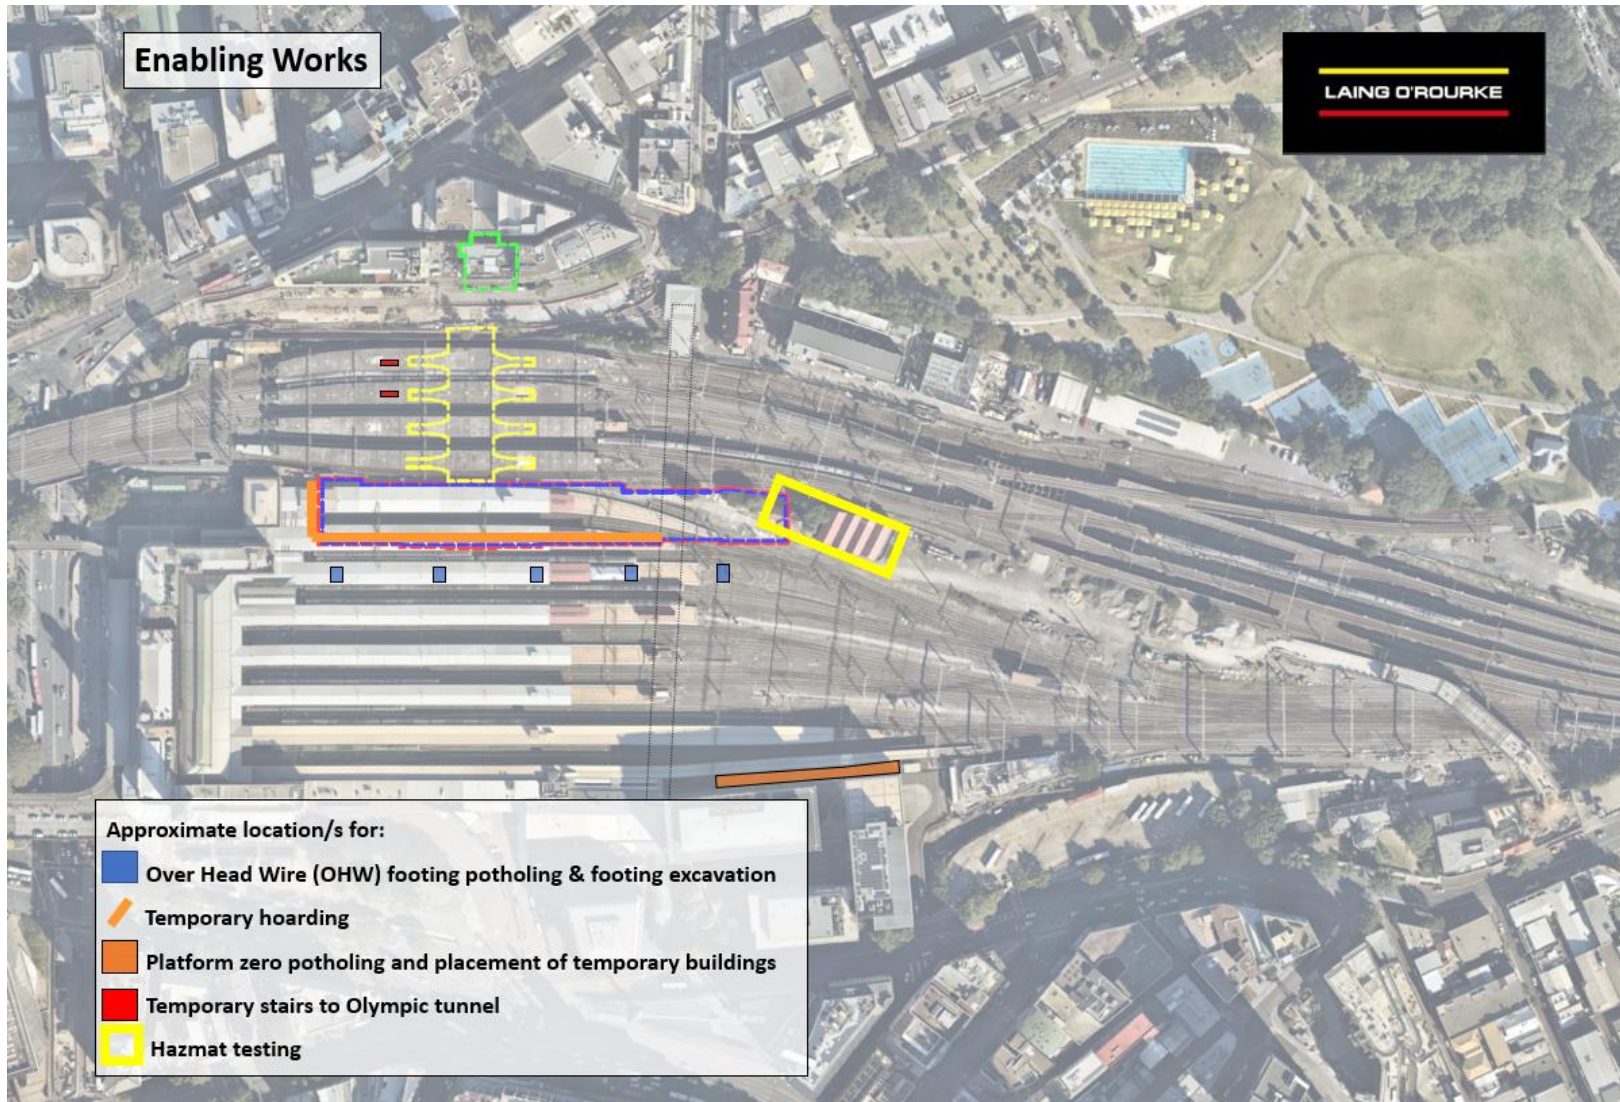 Enabling Works
LAING O'ROURKE
Approximate location/s for:
Over Head Wire (OHW) footing potholing & footing excavation
Temporary hoarding
Platform zero potholing and placement of temporary buildings
Temporary stairs to Olympic tunnel
Hazmat testing